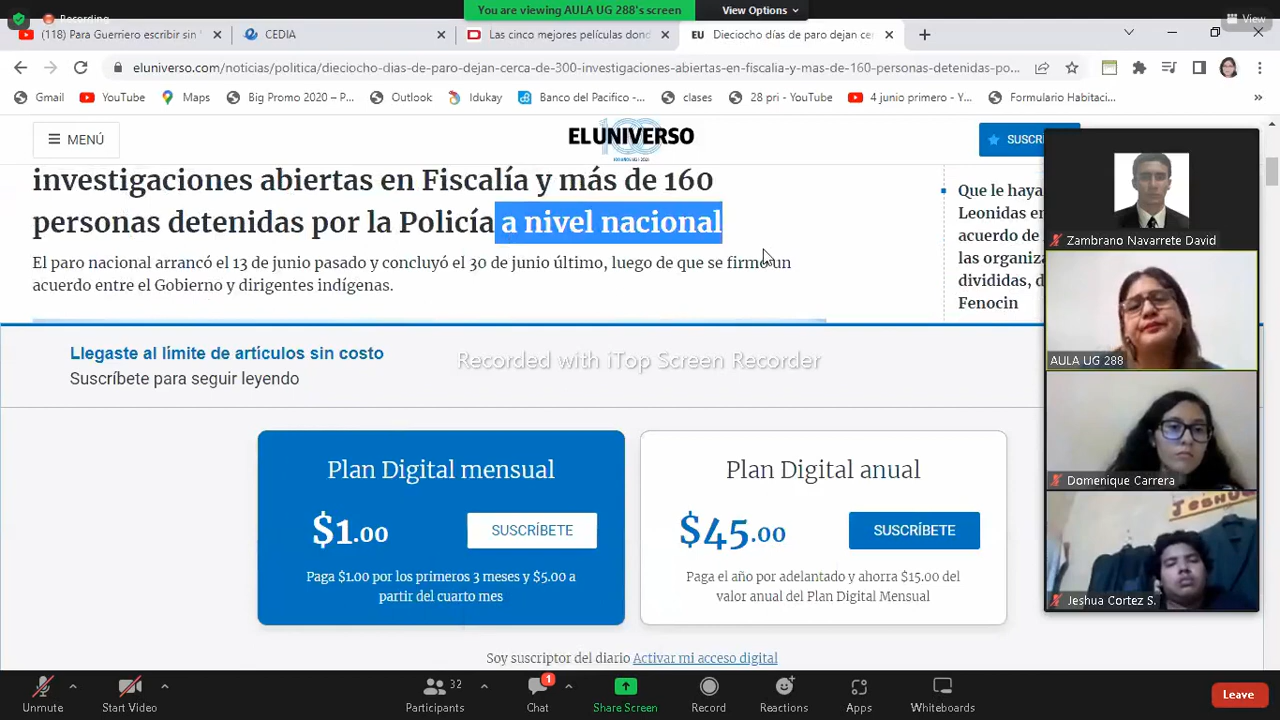 Recording
You are viewing AULA UG 288's screen
View Options
View
(118) Para Guerriero escribir sin
CEDIA
Las cinco mejores películas dond
EU Dieciocho días de paro dejan cer
eluniverso.com/noticias/politica/dieciocho-dias-de-paro-dejan-cerca-de-300-investigaciones-abiertas-en-fiscalia-y-mas-de-160-personas-detenidas-po...
Gmail
YouTube
Maps
Big Promo 2020 – P...
Outlook
Idukay
Banco del Pacifico -...
clases
28 pri - YouTube
4 junio primero - Y...
Formulario Habitaci...
»
MENÚ
EL UNIVERSO
SUSCRÍ
investigaciones abiertas en Fiscalía y más de 160
personas detenidas por la Policía a nivel nacional
El paro nacional arrancó el 13 de junio pasado y concluyó el 30 de junio último, luego de que se firmó un
acuerdo entre el Gobierno y dirigentes indígenas.
Que le haya
Leonidas en
acuerdo de
las organiza
divididas, d
Fenocin
Llegaste al límite de artículos sin costo
Suscríbete para seguir leyendo
Recorded with iTop Screen Recorder
Plan Digital mensual
$1.00
SUSCRÍBETE
Paga $1.00 por los primeros 3 meses y $5.00 a
partir del cuarto mes
Plan Digital anual
$45.00
SUSCRÍBETE
Paga el año por adelantado y ahorra $15.00 del
valor anual del Plan Digital Mensual
Soy suscriptor del diario Activar mi acceso digital
Zambrano Navarrete David
AULA UG 288
Domenique Carrera
JOSHUA
Jeshua Cortez S.
Unmute
Start Video
32
Participants
1
Chat
Share Screen
Record
Reactions
Apps
Whiteboards
Leave